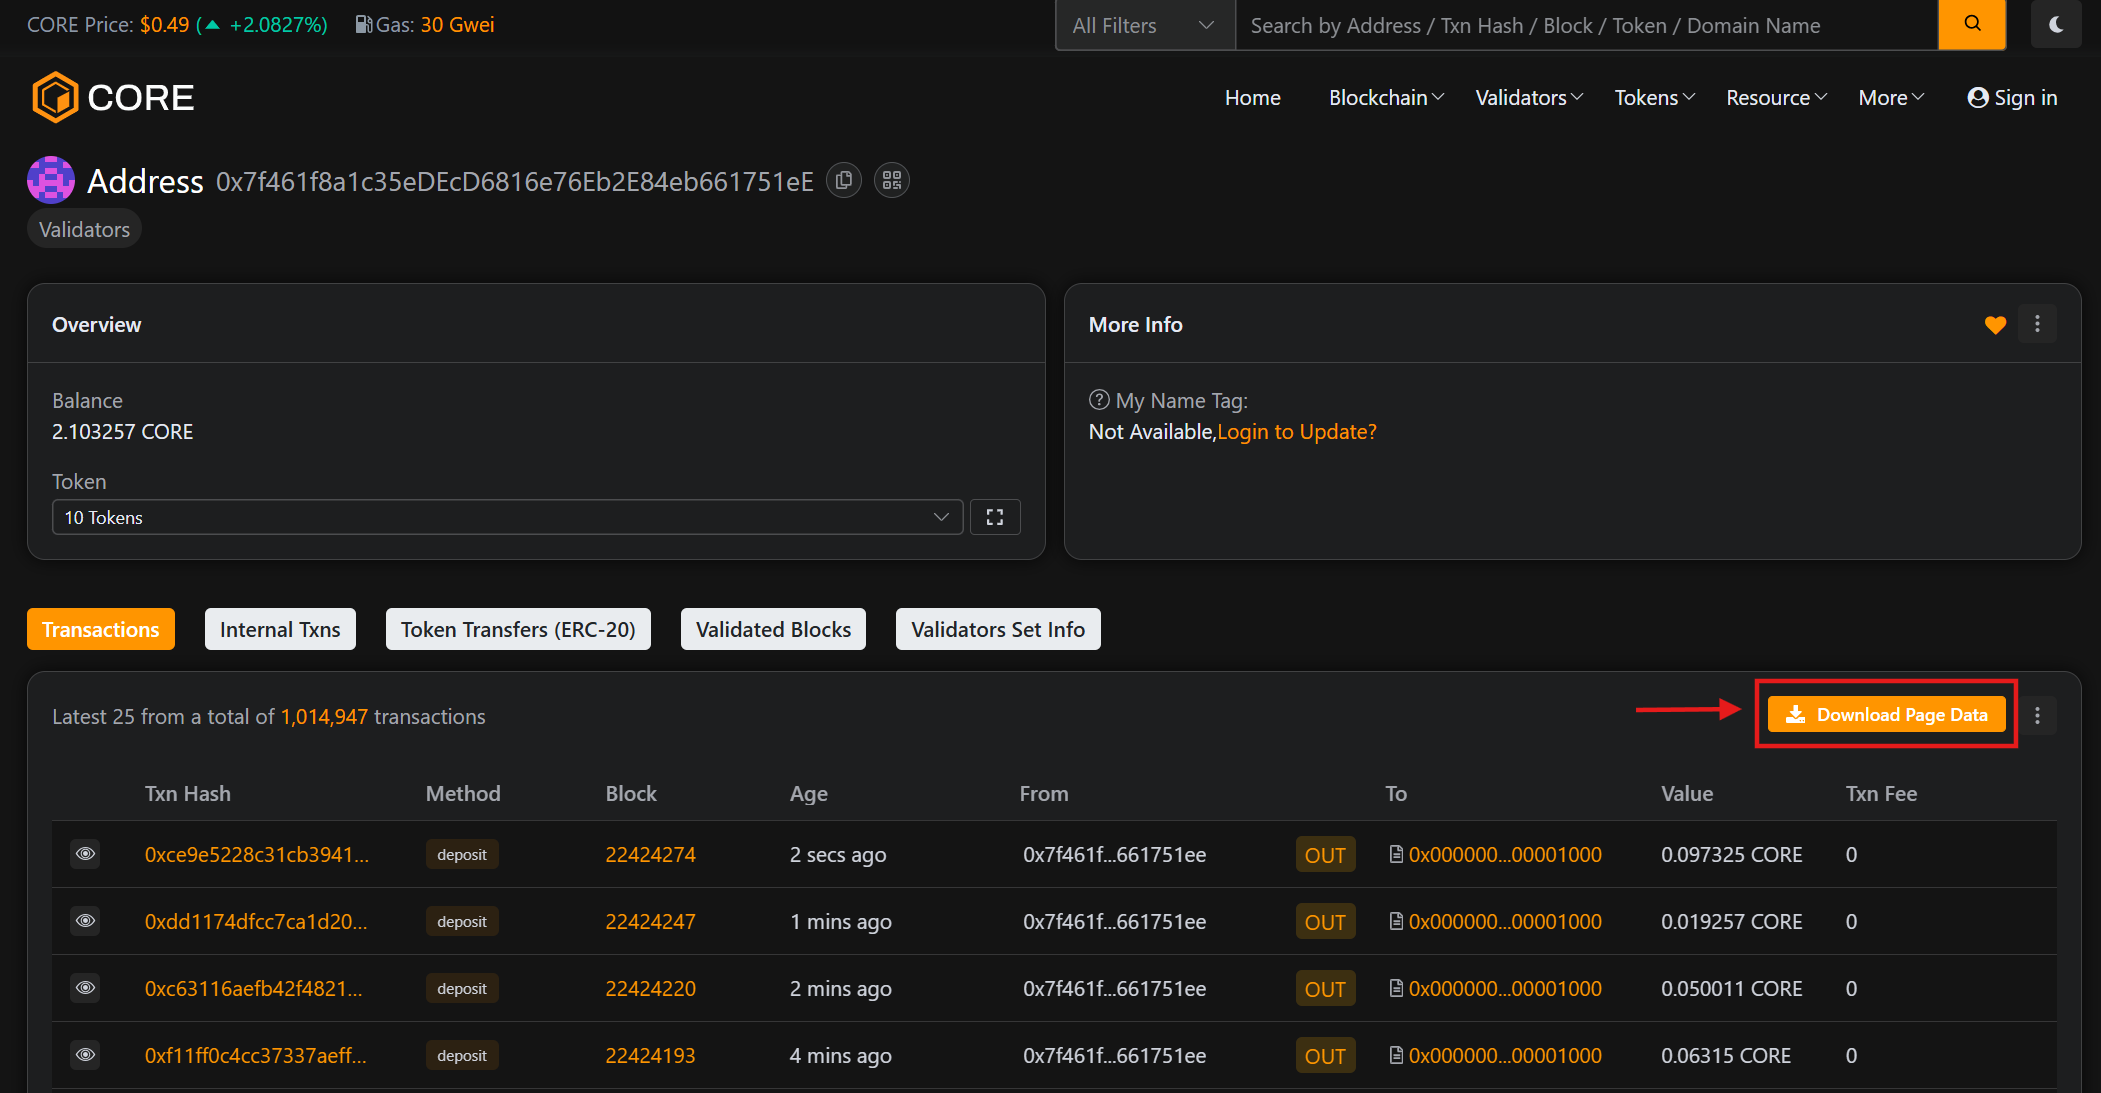 CORE Price: $0.49 (▲ +2.0827%) Gas: 30 Gwei
All Filters Search by Address / Txn Hash / Block / Token / Domain Name
CORE
Home Blockchain Validators Tokens Resource More Sign in
Address 0x7f461f8a1c35eDEcD6816e76Eb2E84eb661751eE
Validators
Overview
Balance
2.103257 CORE
Token
10 Tokens
More Info
My Name Tag:
Not Available,Login to Update?
Transactions Internal Txns Token Transfers (ERC-20) Validated Blocks Validators Set Info
Latest 25 from a total of 1,014,947 transactions
Download Page Data
Txn Hash Method Block Age From To Value Txn Fee
0xce9e5228c31cb3941... deposit 22424274 2 secs ago 0x7f461f...661751ee OUT 0x000000...00001000 0.097325 CORE 0
0xdd1174dfcc7ca1d20... deposit 22424247 1 mins ago 0x7f461f...661751ee OUT 0x000000...00001000 0.019257 CORE 0
0xc63116aefb42f4821... deposit 22424220 2 mins ago 0x7f461f...661751ee OUT 0x000000...00001000 0.050011 CORE 0
0xf11ff0c4cc37337aeff... deposit 22424193 4 mins ago 0x7f461f...661751ee OUT 0x000000...00001000 0.06315 CORE 0